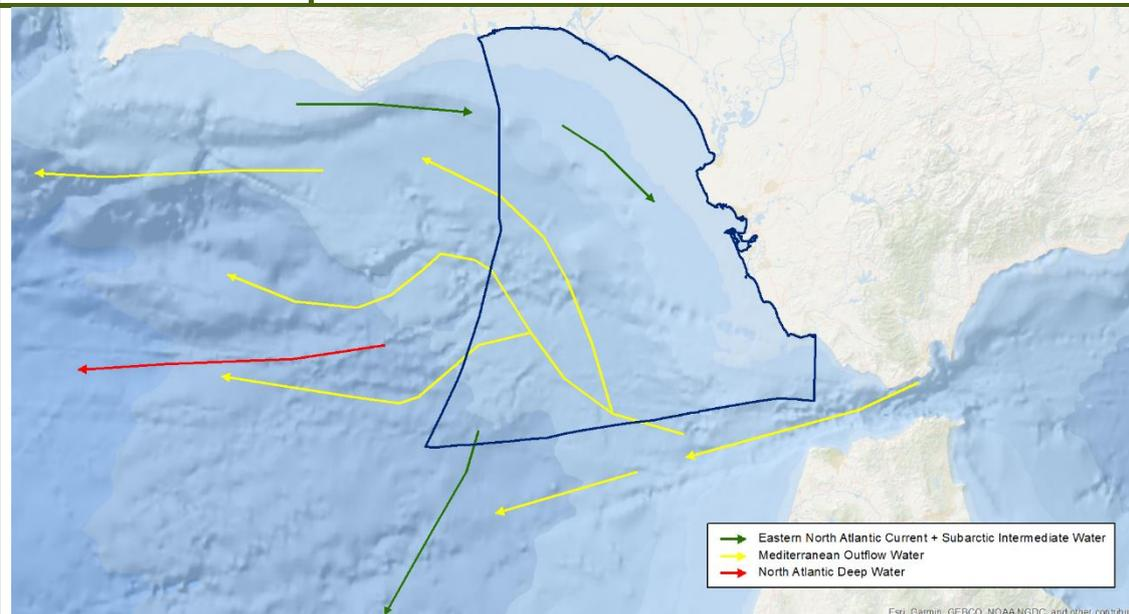 Eastern North Atlantic Current + Subarctic Intermediate Water
Mediterranean Outflow Water
North Atlantic Deep Water
Esri, Garmin, GEBCO, NOAA NGDC, and other